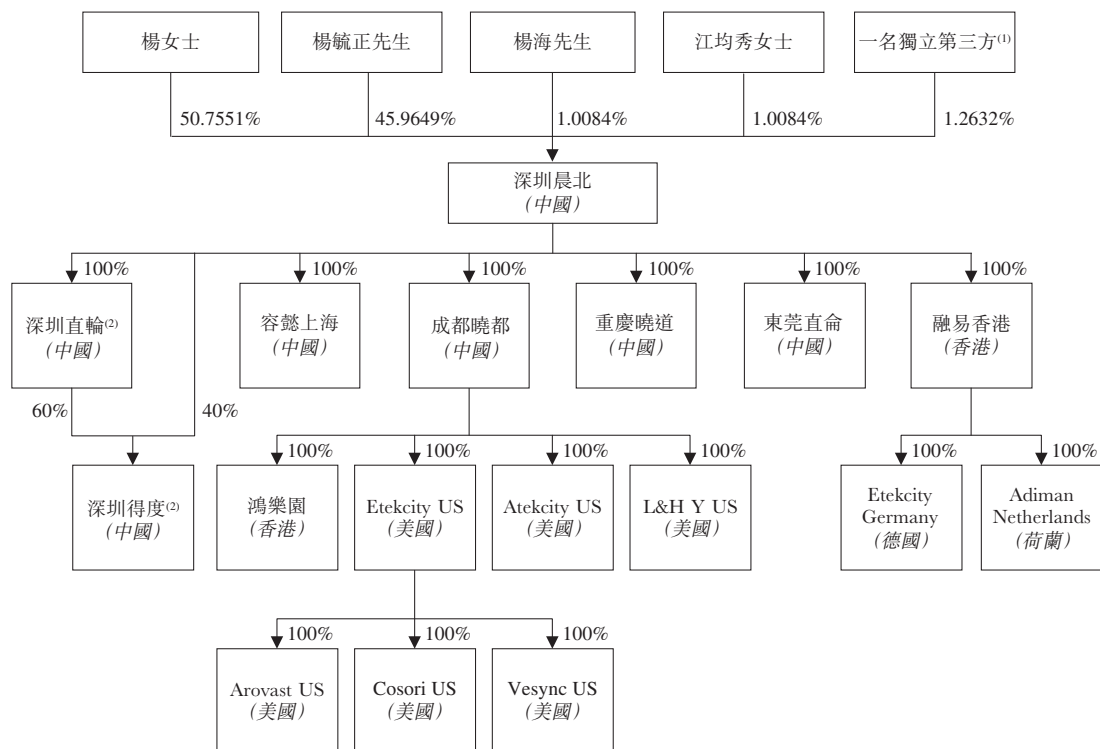 楊女士
楊毓正先生
楊海先生
江均秀女士
一名獨立第三方(1)
50.7551%
45.9649%
1.0084%
1.0084%
1.2632%
深圳晨北
(中國)
100%
100%
100%
100%
100%
100%
深圳直輪(2)
(中國)
容懿上海
(中國)
成都曉都
(中國)
重慶曉道
(中國)
東莞直侖
(中國)
融易香港
(香港)
60%
40%
100%
100%
100%
100%
100%
100%
深圳得度(2)
(中國)
鴻樂園
(香港)
Etekcity US
(美國)
Atekcity US
(美國)
L&H Y US
(美國)
Etekcity
Germany
(德國)
Adiman
Netherlands
(荷蘭)
100%
100%
100%
Arovast US
(美國)
Cosori US
(美國)
Vesync US
(美國)